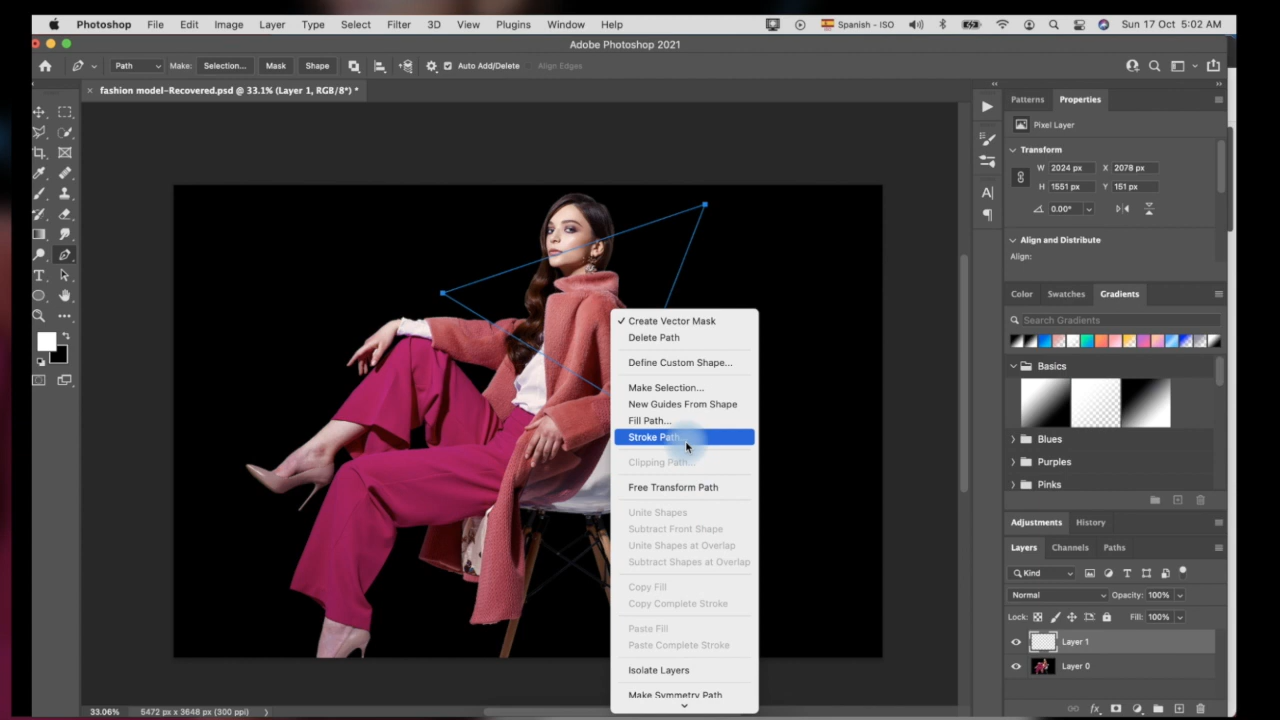 Photoshop File Edit Image Layer Type Select Filter 3D View Plugins Window Help Spanish - ISO Sun 17 Oct 5:02 AM
Adobe Photoshop 2021
Path Make: Selection... Mask Shape Auto Add/Delete Align Edges
× fashion model-Recovered.psd @ 33.1% (Layer 1, RGB/8*) *
Patterns Properties
Pixel Layer
Transform
W 2024 px X 2078 px
H 1551 px Y 151 px
0.00°
Align and Distribute
Align:
Color Swatches Gradients
Search Gradients
Basics
Blues
Purples
Pinks
Adjustments History
Layers Channels Paths
Kind
Normal Opacity: 100%
Lock: Fill: 100%
Layer 1
Layer 0
Create Vector Mask
Delete Path
Define Custom Shape...
Make Selection...
New Guides From Shape
Fill Path...
Stroke Path...
Clipping Path...
Free Transform Path
Unite Shapes
Subtract Front Shape
Unite Shapes at Overlap
Subtract Shapes at Overlap
Copy Fill
Copy Complete Stroke
Paste Fill
Paste Complete Stroke
Isolate Layers
Make Symmetry Path
33.06% 5472 px x 3648 px (300 ppi)